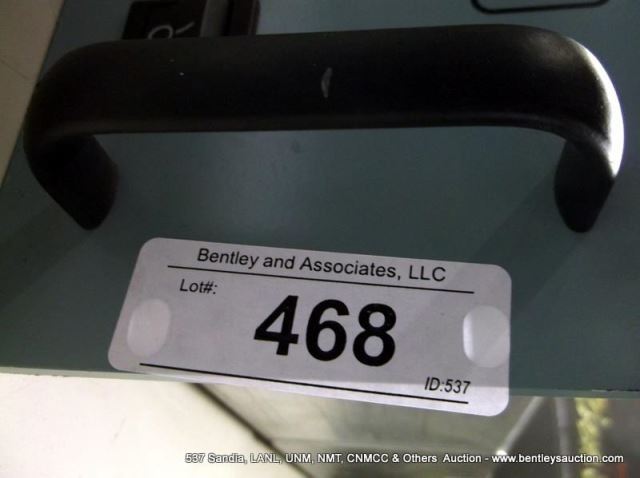 R
Bentley and Associates, LLC
Lot#:
468
ID:537
537 Sandia, LANL, UNM, NMT, CNMCC & Others Auction - www.bentleysauction.com